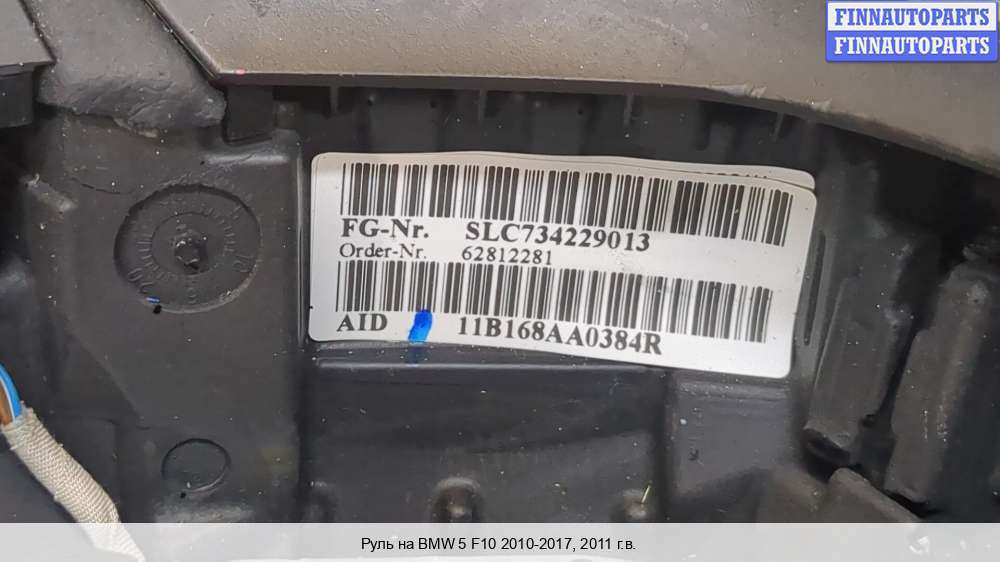 FINNAUTOPARTS
FINNAUTOPARTS
FG-Nr. SLC734229013
Order-Nr. 62812281
AID 11B168AA0384R
Руль на BMW 5 F10 2010-2017, 2011 г.в.